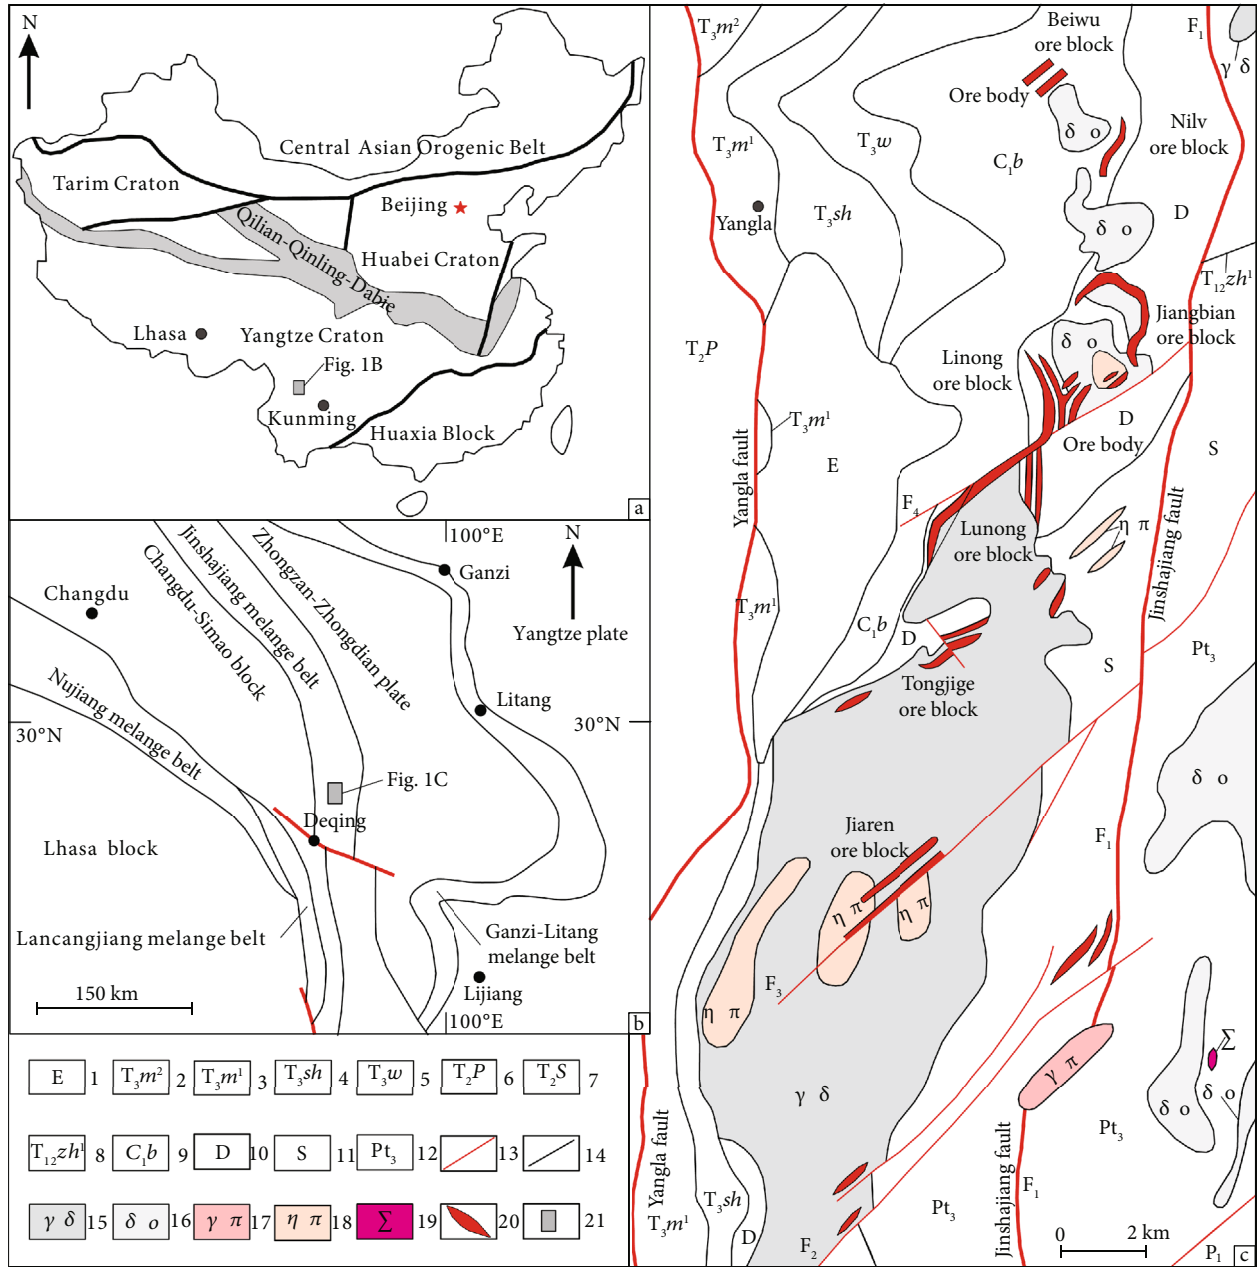 N
Central Asian Orogenic Belt
Tarim Craton
Beijing
Qilian-Qinling-Dabie
Huabei Craton
Lhasa
Yangtze Craton
Fig. 1B
Kunming
Huaxia Block
a
100°E
N
Ganzi
Changdu
Jinshajiang melange belt
Zhongzan-Zhongdian plate
Changdu-Simao block
Yangtze plate
Nujiang melange belt
Litang
30°N
30°N
Fig. 1C
Deqing
Lhasa block
Lancangjiang melange belt
Ganzi-Litang
melange belt
150 km
Lijiang
100°E
b
E 1
T₃m² 2
T₃m¹ 3
T₃sh 4
T₃w 5
T₂P 6
T₂S 7
T₁₂zh¹ 8
C₁b 9
D 10
S 11
Pt₃ 12
13
14
γ δ 15
δ o 16
γ π 17
η π 18
Σ 19
20
21
T₃m²
Beiwu
ore block
F₁
γ δ
Ore body
δ o
Nilv
ore block
T₃m¹
T₃w
C₁b
Yangla
T₃sh
D
δ o
T₁₂zh¹
Jiangbian
ore block
T₂P
δ o
Linong
ore block
T₃m¹
D
Ore body
E
S
Yangla fault
F₄
Lunong
ore block
η π
Jinshajiang fault
T₃m¹
C₁b
D
Pt₃
S
Tongjige
ore block
δ o
Jiaren
ore block
F₁
η π
η π
F₃
η π
γ π
Σ
γ δ
δ o
δ o
Pt₃
Yangla fault
Jinshajiang fault
F₁
T₃sh
T₃m¹
D
Pt₃
F₂
0 2 km
P₁
c